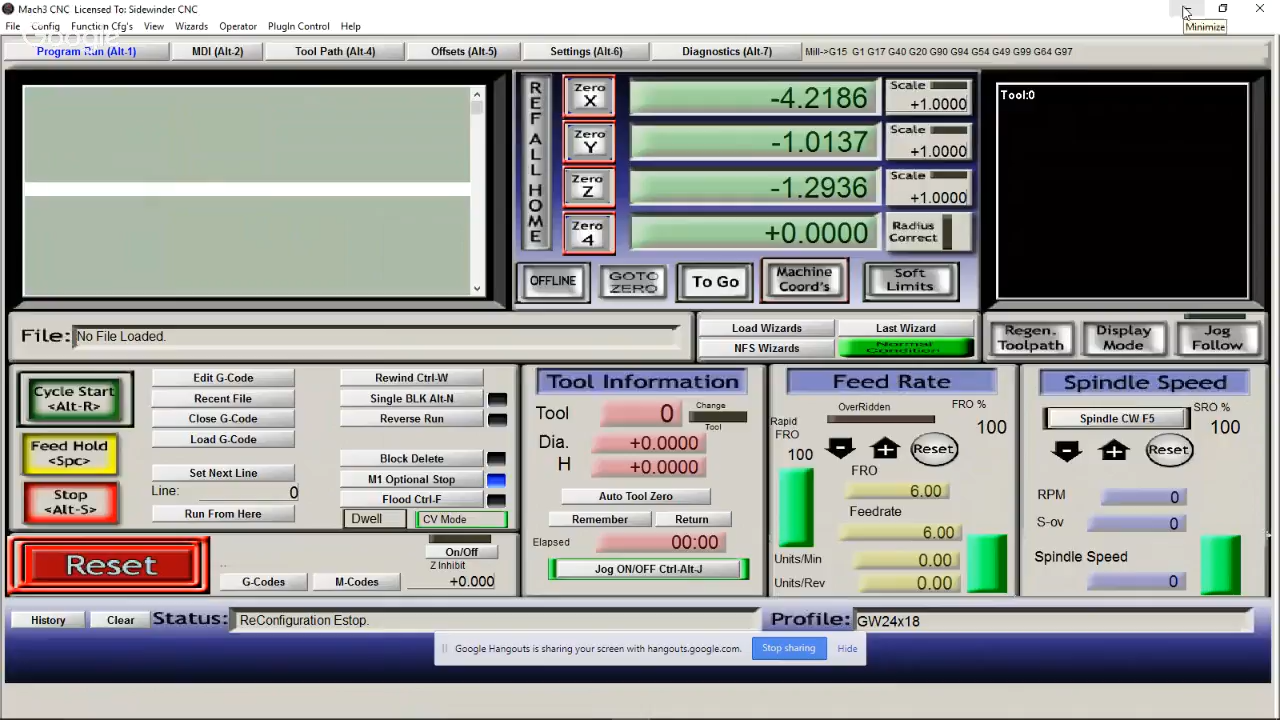 Mach3 CNC Licensed To: Sidewinder CNC
Minimize
File Config Function Cfg's View Wizards Operator PlugIn Control Help
Program Run (Alt-1) MDI (Alt-2) Tool Path (Alt-4) Offsets (Alt-5) Settings (Alt-6) Diagnostics (Alt-7) Mill->G15 G1 G17 G40 G20 G90 G94 G54 G49 G99 G64 G97
REF ALL HOME
Zero X -4.2186 Scale +1.0000
Zero Y -1.0137 Scale +1.0000
Zero Z -1.2936 Scale +1.0000
Zero 4 +0.0000 Radius Correct
OFFLINE GOTO ZERO To Go Machine Coord's Soft Limits
Tool:0
File: No File Loaded.
Load Wizards Last Wizard
NFS Wizards Normal Condition
Regen. Toolpath Display Mode Jog Follow
Cycle Start <Alt-R>
Feed Hold <Spc>
Stop <Alt-S>
Reset
Edit G-Code
Recent File
Close G-Code
Load G-Code
Set Next Line
Line: 0
Run From Here
Rewind Ctrl-W
Single BLK Alt-N
Reverse Run
Block Delete
M1 Optional Stop
Flood Ctrl-F
Dwell CV Mode
On/Off
Z Inhibit
+0.000
G-Codes M-Codes
Tool Information
Tool 0 Change Tool
Dia. +0.0000
H +0.0000
Auto Tool Zero
Remember Return
Elapsed 00:00
Jog ON/OFF Ctrl-Alt-J
Feed Rate
OverRidden FRO %
Rapid FRO 100
100
Reset
FRO
6.00
Feedrate
6.00
Units/Min 0.00
Units/Rev 0.00
Spindle Speed
Spindle CW F5 SRO %
100
Reset
RPM 0
S-ov 0
Spindle Speed
0
History Clear Status: ReConfiguration Estop. Profile: GW24x18
Google Hangouts is sharing your screen with hangouts.google.com. Stop sharing Hide